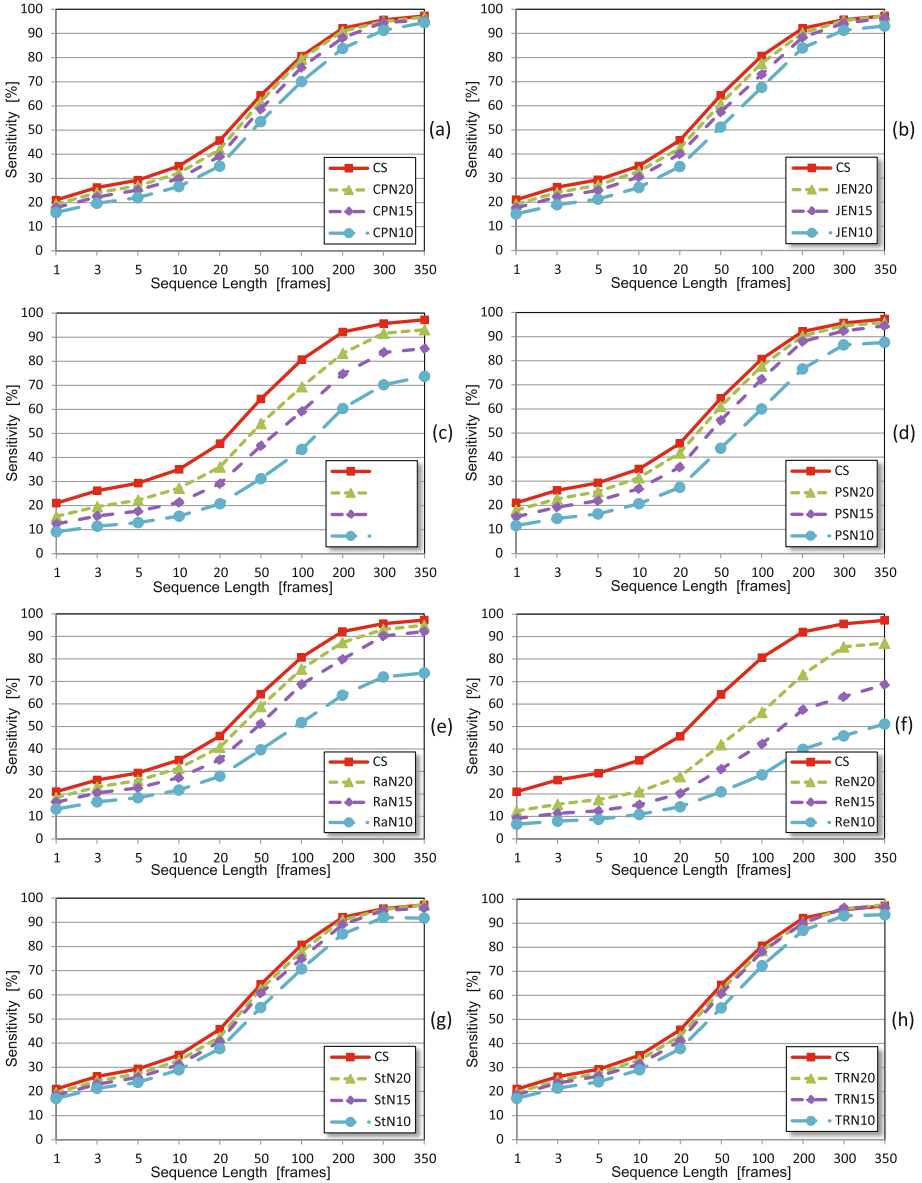 100
90
80
70
60
50
40
30
20
10
0
Sensitivity [%]
CS
CPN20
CPN15
CPN10
(a)
1 3 5 10 20 50 100 200 300 350
Sequence Length [frames]
100
90
80
70
60
50
40
30
20
10
0
Sensitivity [%]
CS
JEN20
JEN15
JEN10
(b)
1 3 5 10 20 50 100 200 300 350
Sequence Length [frames]
100
90
80
70
60
50
40
30
20
10
0
Sensitivity [%]
(c)
1 3 5 10 20 50 100 200 300 350
Sequence Length [frames]
100
90
80
70
60
50
40
30
20
10
0
Sensitivity [%]
CS
PSN20
PSN15
PSN10
(d)
1 3 5 10 20 50 100 200 300 350
Sequence Length [frames]
100
90
80
70
60
50
40
30
20
10
0
Sensitivity [%]
CS
RaN20
RaN15
RaN10
(e)
1 3 5 10 20 50 100 200 300 350
Sequence Length [frames]
100
90
80
70
60
50
40
30
20
10
0
Sensitivity [%]
CS
ReN20
ReN15
ReN10
(f)
1 3 5 10 20 50 100 200 300 350
Sequence Length [frames]
100
90
80
70
60
50
40
30
20
10
0
Sensitivity [%]
CS
StN20
StN15
StN10
(g)
1 3 5 10 20 50 100 200 300 350
Sequence Length [frames]
100
90
80
70
60
50
40
30
20
10
0
Sensitivity [%]
CS
TRN20
TRN15
TRN10
(h)
1 3 5 10 20 50 100 200 300 350
Sequence Length [frames]